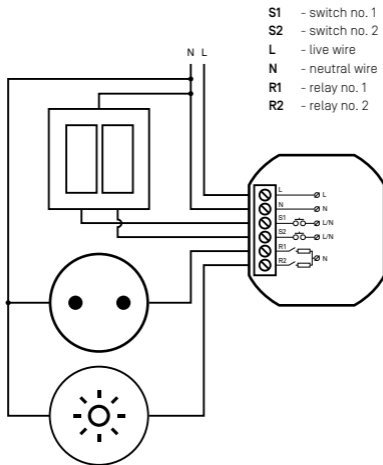 S1 - switch no. 1
S2 - switch no. 2
L - live wire
N - neutral wire
R1 - relay no. 1
R2 - relay no. 2
N L
L L
N N
S1 L/N
S2 L/N
R1
N
R2